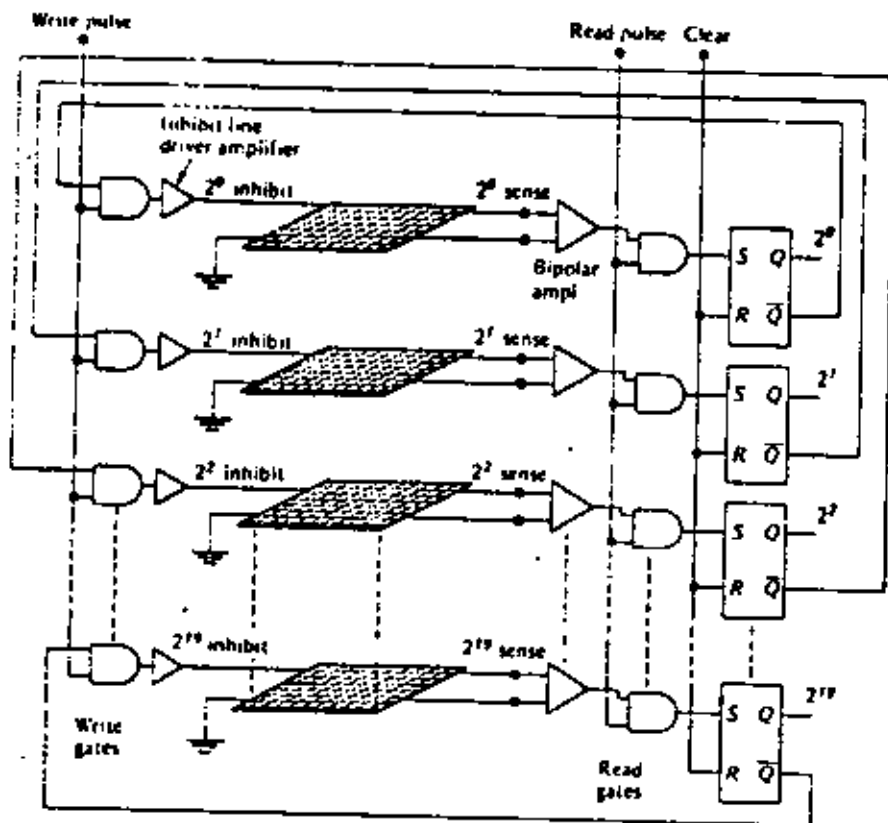 Write pulse
Read pulse
Clear
Inhibit line
driver amplifier
2⁰ inhibit
2⁰ sense
Bipolar
ampl
S Q 2⁰
R Q̅
2¹ inhibit
2¹ sense
S Q 2¹
R Q̅
2² inhibit
2² sense
S Q 2²
R Q̅
2¹⁹ inhibit
2¹⁹ sense
S Q 2¹⁹
R Q̅
Write
gates
Read
gates